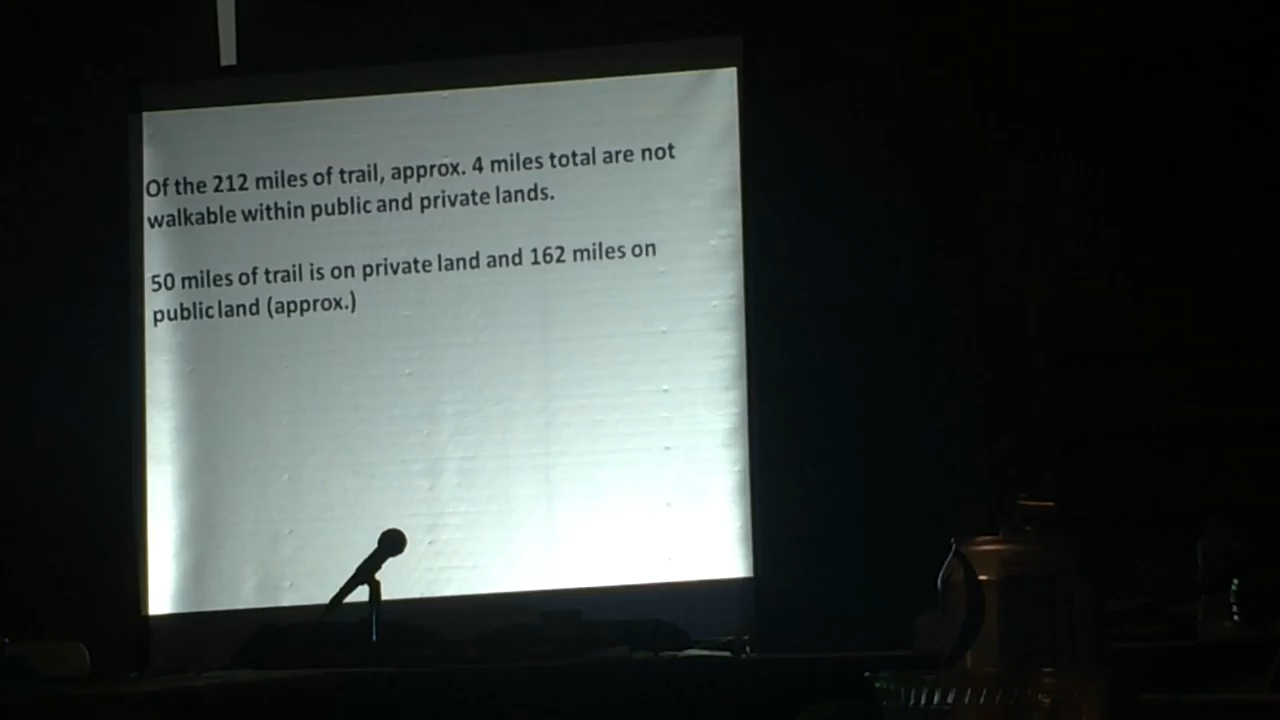 Of the 212 miles of trail, approx. 4 miles total are not
walkable within public and private lands.
50 miles of trail is on private land and 162 miles on
public land (approx.)